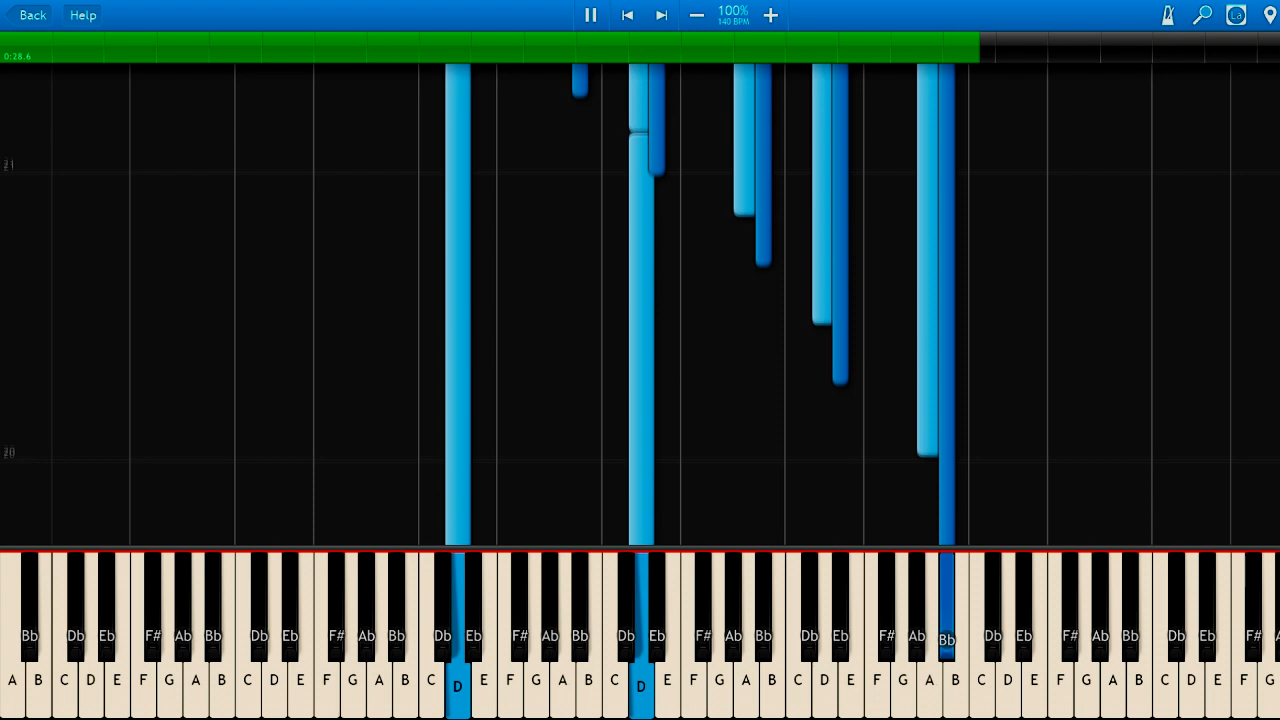 Back Help 100% La
140 BPM
0:28.6
21
20
Bb Db Eb F# Ab Bb Db Eb F# Ab Bb Db Eb F# Ab Bb Db Eb F# Ab Bb Db Eb F# Ab Bb Db Eb F# Ab Bb Db Eb F#
A B C D E F G A B C D E F G A B C D E F G A B C D E F G A B C D E F G A B C D E F G A B C D E F G